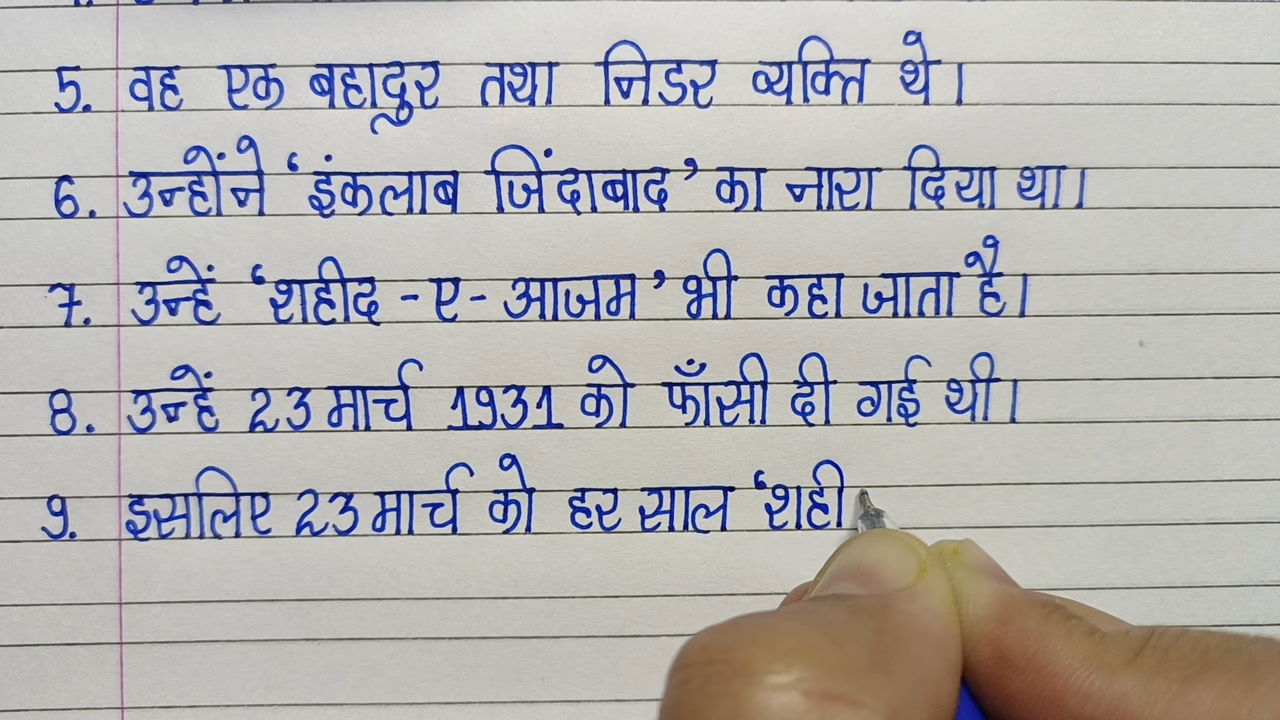 5. वह एक बहादुर तथा निडर व्यक्ति थे।
6. उन्होंने ‘इंकलाब जिंदाबाद’ का नारा दिया था।
7. उन्हें ‘शहीद-ए-आजम’ भी कहा जाता है।
8. उन्हें 23 मार्च 1931 को फाँसी दी गई थी।
9. इसलिए 23 मार्च को हर साल ‘शही